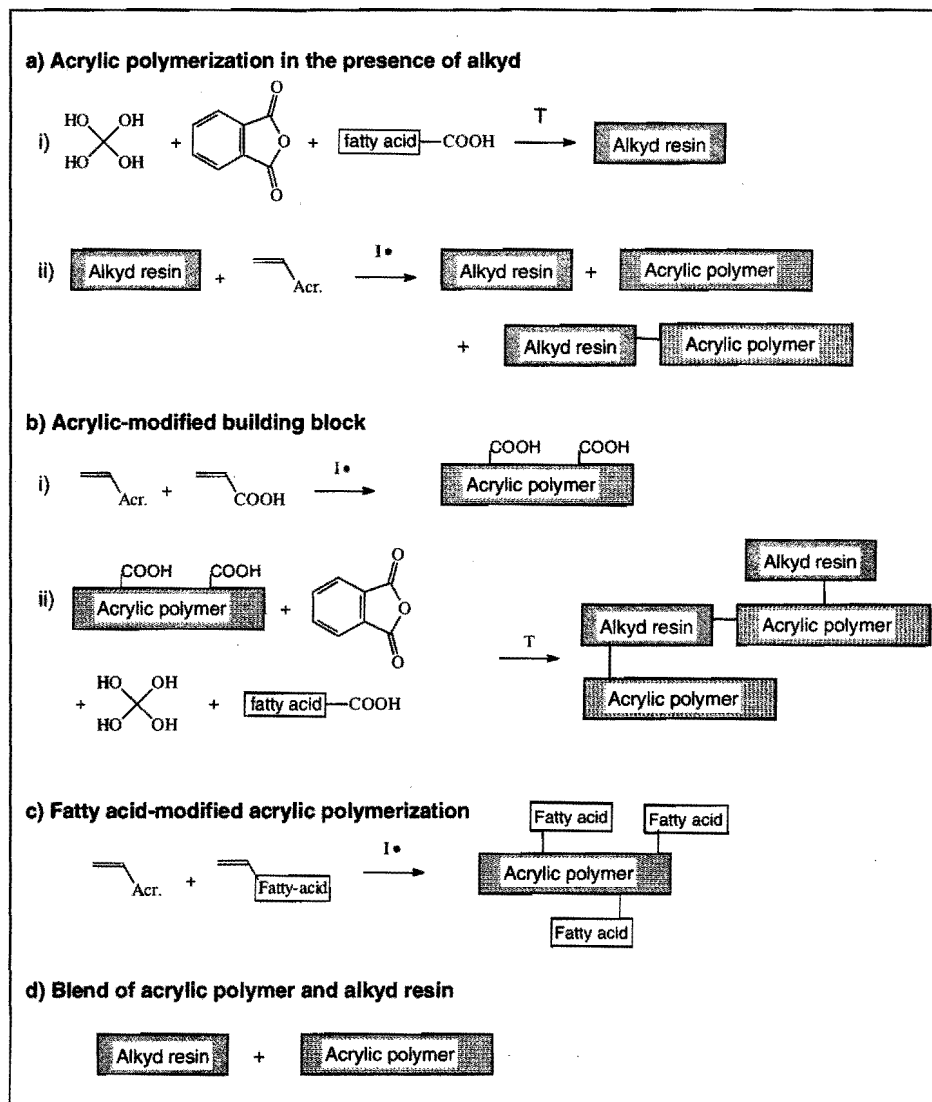 a) Acrylic polymerization in the presence of alkyd
i) HO OH HO OH + O O O + fatty acid COOH T Alkyd resin
ii) Alkyd resin + Acr. I• Alkyd resin + Acrylic polymer
+ Alkyd resin Acrylic polymer
b) Acrylic-modified building block
i) Acr. + COOH I• COOH COOH Acrylic polymer
ii) COOH COOH Acrylic polymer + O O O
+ HO OH HO OH + fatty acid COOH T Alkyd resin Acrylic polymer Alkyd resin Acrylic polymer
c) Fatty acid-modified acrylic polymerization
Acr. + Fatty-acid I• Fatty acid Fatty acid Acrylic polymer Fatty acid
d) Blend of acrylic polymer and alkyd resin
Alkyd resin + Acrylic polymer